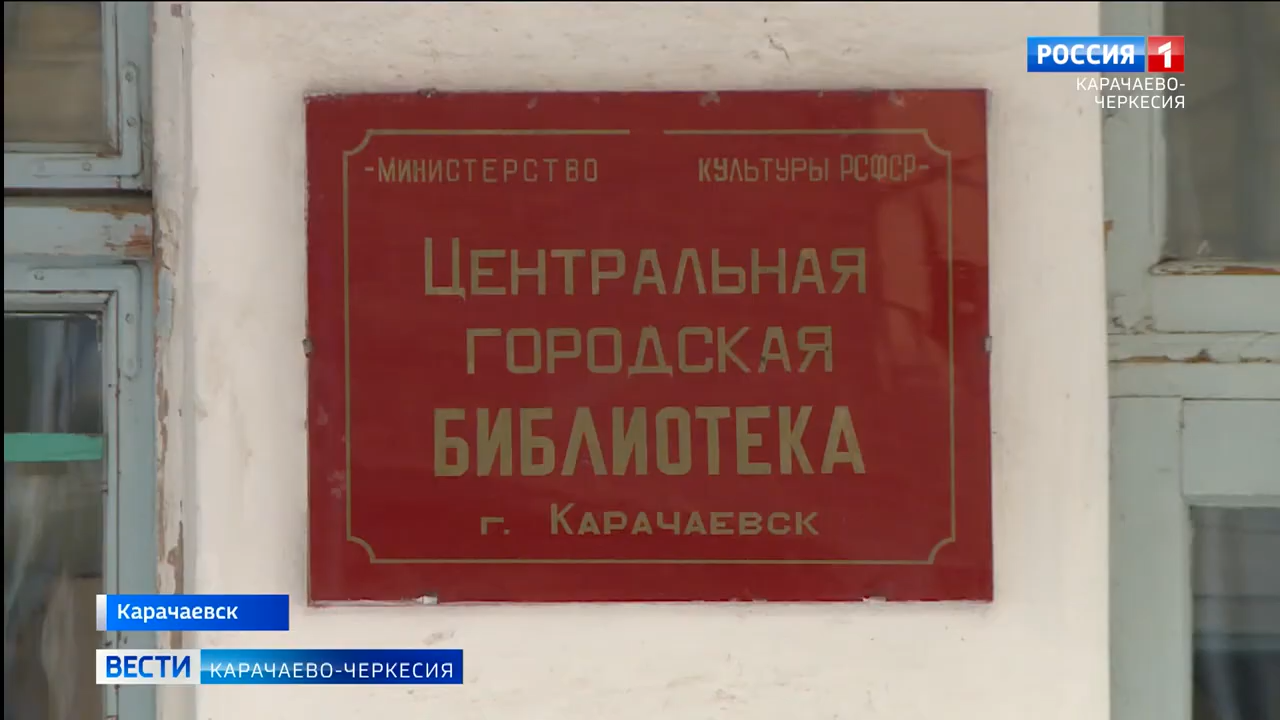 РОССИЯ 1
КАРАЧАЕВО-
ЧЕРКЕСИЯ
-МИНИСТЕРСТВО КУЛЬТУРЫ РСФСР-
ЦЕНТРАЛЬНАЯ
ГОРОДСКАЯ
БИБЛИОТЕКА
г. КАРАЧАЕВСК
Карачаевск
ВЕСТИ КАРАЧАЕВО-ЧЕРКЕСИЯ